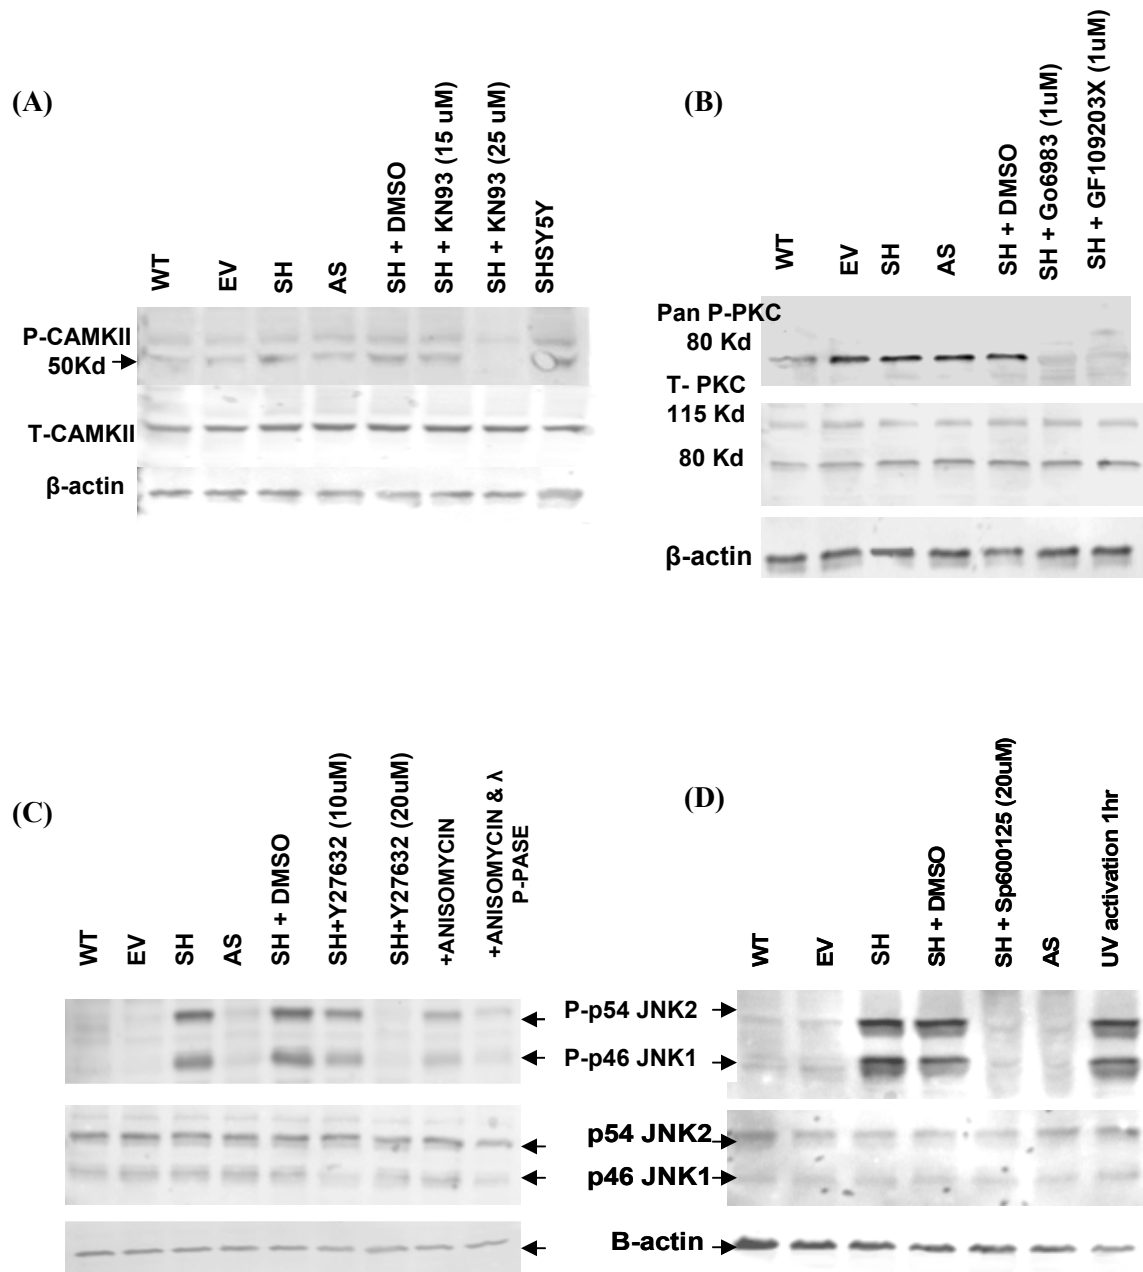 (A)
WT
EV
SH
AS
SH + DMSO
SH + KN93 (15 uM)
SH + KN93 (25 uM)
SHSY5Y
P-CAMKII
50Kd
T-CAMKII
β-actin
(B)
WT
EV
SH
AS
SH + DMSO
SH + Go6983 (1uM)
SH + GF109203X (1uM)
Pan P-PKC
80 Kd
T- PKC
115 Kd
80 Kd
β-actin
(C)
WT
EV
SH
AS
SH + DMSO
SH+Y27632 (10uM)
SH+Y27632 (20uM)
+ANISOMYCIN
+ANISOMYCIN & λ
P-PASE
(D)
WT
EV
SH
SH + DMSO
SH + Sp600125 (20uM)
AS
UV activation 1hr
P-p54 JNK2
P-p46 JNK1
p54 JNK2
p46 JNK1
B-actin